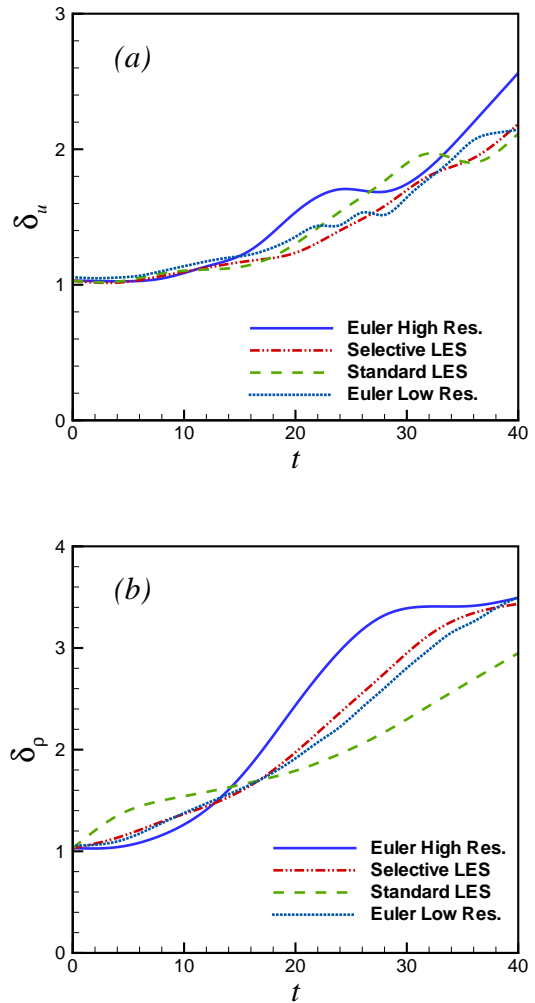 3
(a)
2
δu
1
Euler High Res.
Selective LES
Standard LES
Euler Low Res.
0
0 10 20 30 40
t
4
(b)
3
2
δρ
1
Euler High Res.
Selective LES
Standard LES
Euler Low Res.
0
0 10 20 30 40
t